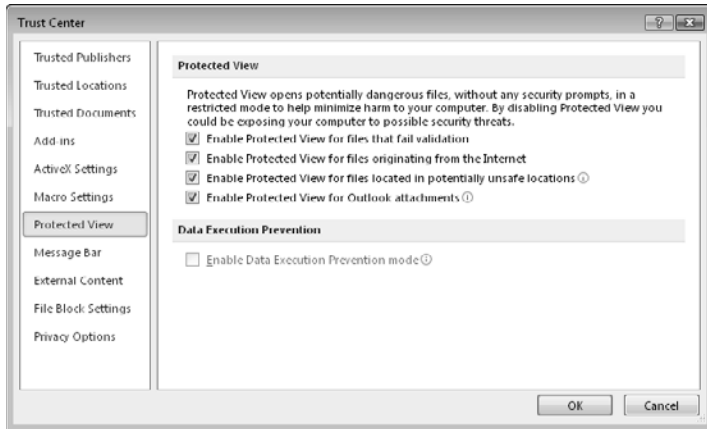 Trust Center
Trusted Publishers
Trusted Locations
Trusted Documents
Add-ins
ActiveX Settings
Macro Settings
Protected View
Message Bar
External Content
File Block Settings
Privacy Options
Protected View
Protected View opens potentially dangerous files, without any security prompts, in a
restricted mode to help minimize harm to your computer. By disabling Protected View you
could be exposing your computer to possible security threats.
Enable Protected View for files that fail validation
Enable Protected View for files originating from the Internet
Enable Protected View for files located in potentially unsafe locations
Enable Protected View for Outlook attachments
Data Execution Prevention
Enable Data Execution Prevention mode
OK
Cancel